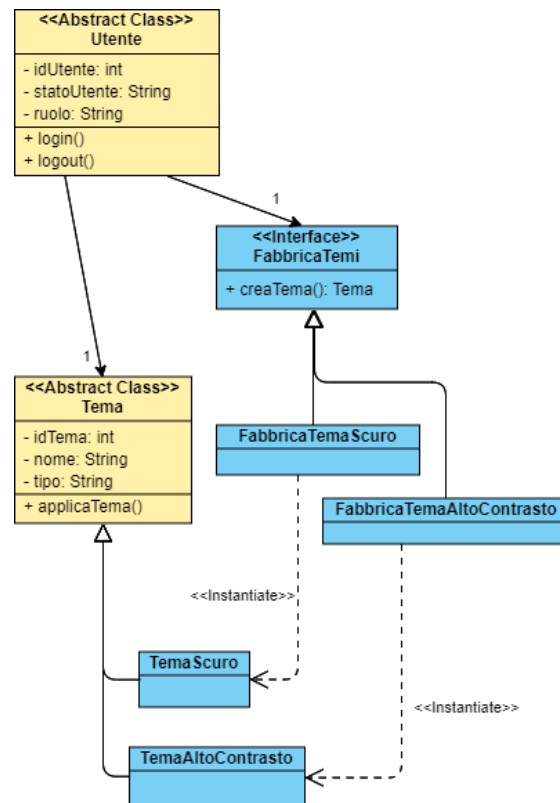 <<Abstract Class>>
Utente
- idUtente: int
- statoUtente: String
- ruolo: String
+ login()
+ logout()
1
<<Interface>>
FabbricaTemi
+ creaTema(): Tema
1
<<Abstract Class>>
Tema
- idTema: int
- nome: String
- tipo: String
+ applicaTema()
FabbricaTemaScuro
FabbricaTemaAltoContrasto
<<Instantiate>>
TemaScuro
<<Instantiate>>
TemaAltoContrasto